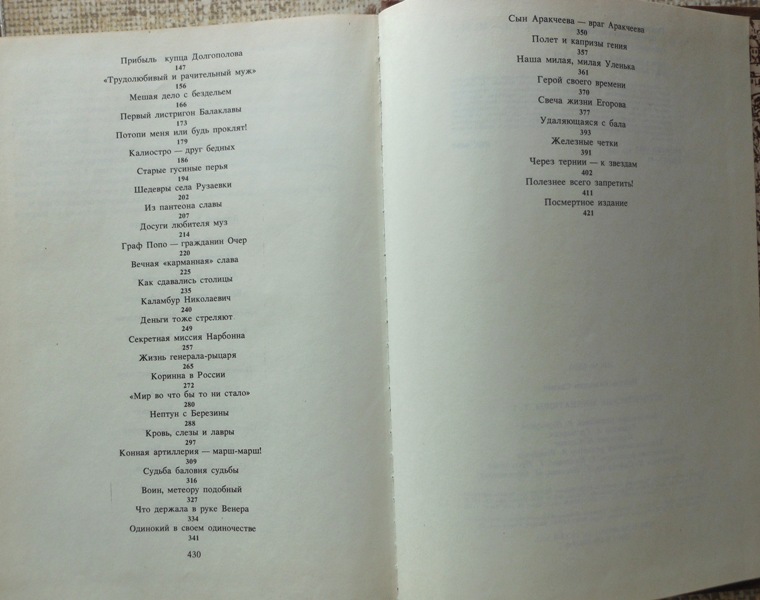 Прибыль купца Долгополова
147
«Трудолюбивый и рачительный муж»
156
Мешая дело с бездельем
166
Первый листригон Балаклавы
173
Потопи меня или будь проклят!
179
Калиостро — друг бедных
186
Старые гусиные перья
194
Шедевры села Рузаевки
202
Из пантеона славы
207
Досуги любителя муз
214
Граф Попо — гражданин Очер
220
Вечная «карманная» слава
225
Как сдавались столицы
235
Каламбур Николаевич
240
Деньги тоже стреляют
249
Секретная миссия Нарбонна
257
Жизнь генерала-рыцаря
265
Коринна в России
272
«Мир во что бы то ни стало»
280
Нептун с Березины
288
Кровь, слезы и лавры
297
Конная артиллерия — марш-марш!
309
Судьба баловня судьбы
316
Воин, метеору подобный
327
Что держала в руке Венера
334
Одинокий в своем одиночестве
341
430
Сын Аракчеева — враг Аракчеева
350
Полет и капризы гения
357
Наша милая, милая Уленька
361
Герой своего времени
370
Свеча жизни Егорова
377
Удаляющаяся с бала
393
Железные четки
391
Через тернии — к звездам
402
Полезнее всего запретить!
411
Посмертное издание
421